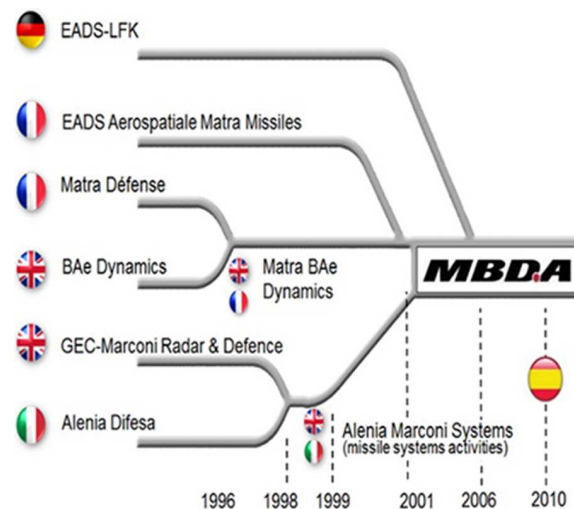 EADS-LFK
EADS Aerospatiale Matra Missiles
Matra Défense
BAe Dynamics
Matra BAe
Dynamics
MBDA
GEC-Marconi Radar & Defence
Alenia Difesa
Alenia Marconi Systems
(missile systems activities)
1996 1998 1999 2001 2006 2010